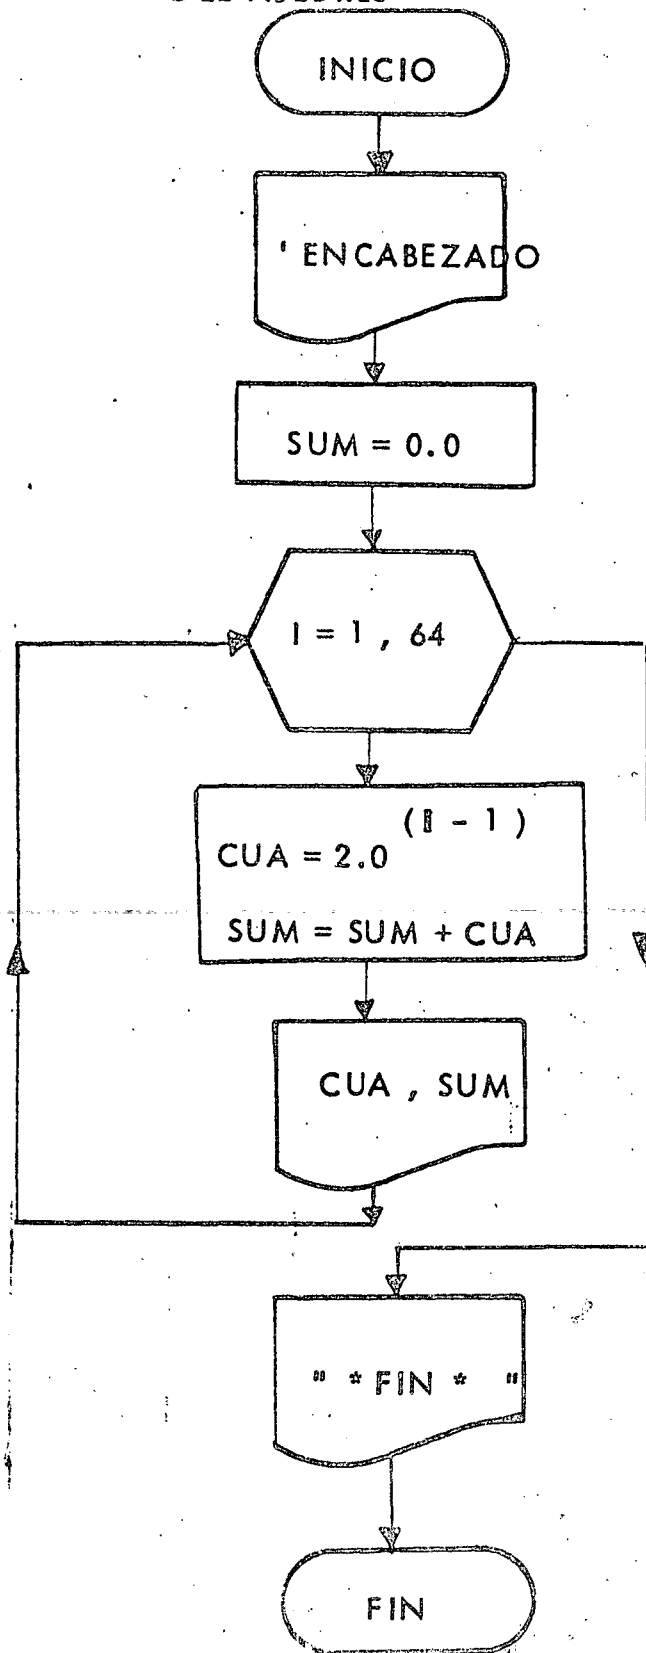 INICIO
' ENCABEZADO
SUM = 0.0
I = 1 , 64
(I - 1 )
CUA = 2.0
SUM = SUM + CUA
CUA , SUM
" * FIN * "
FIN